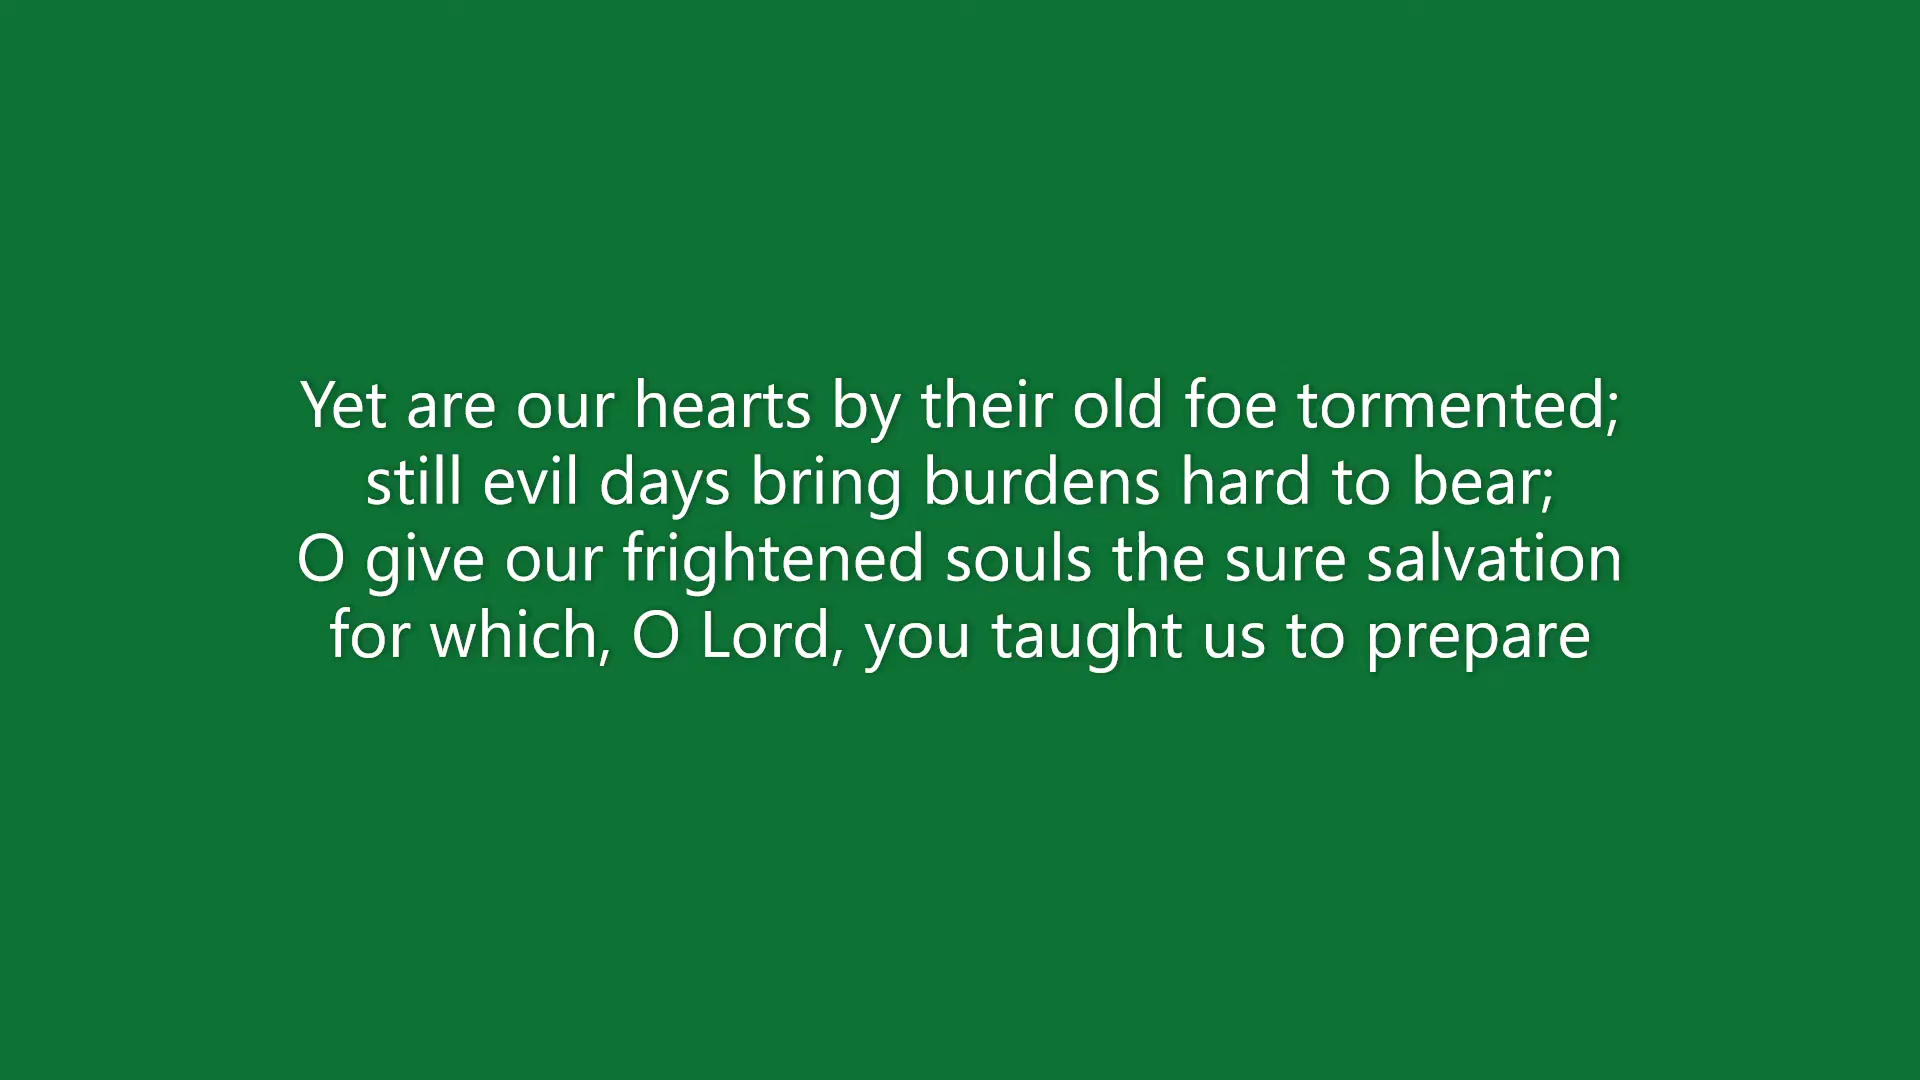 Yet are our hearts by their old foe tormented;
still evil days bring burdens hard to bear;
O give our frightened souls the sure salvation
for which, O Lord, you taught us to prepare